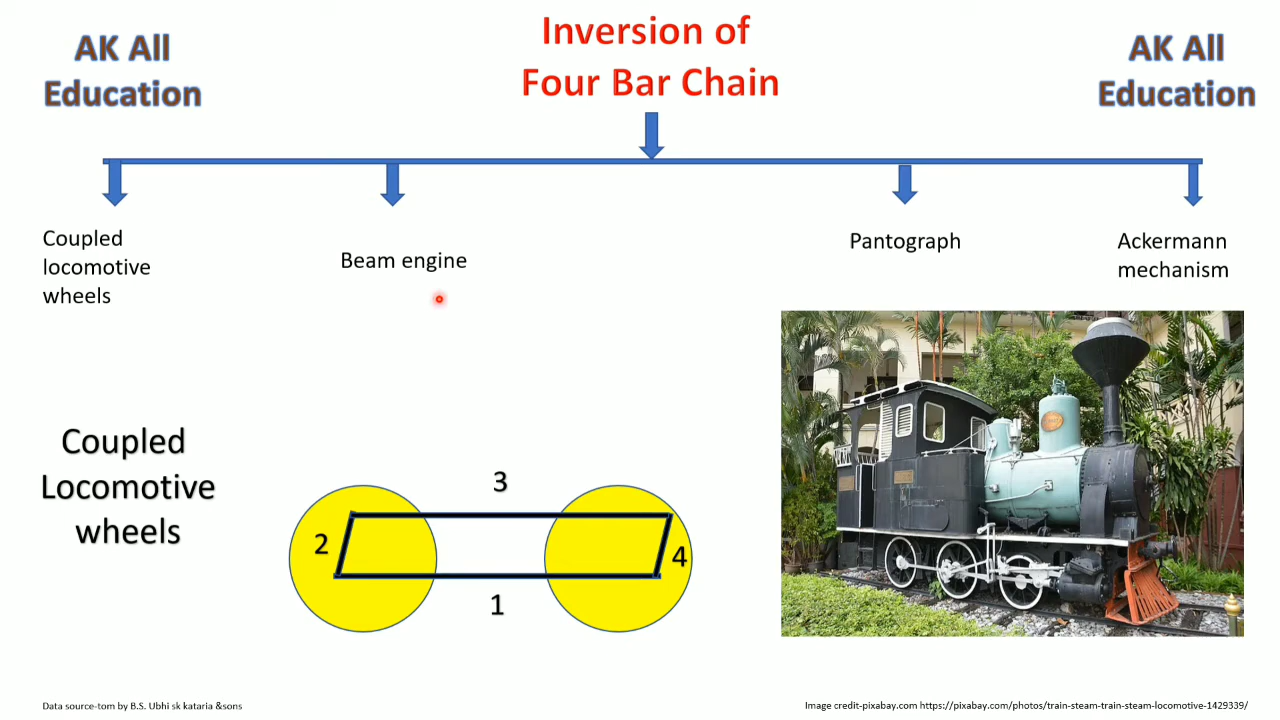 AK All
Education
Inversion of
Four Bar Chain
AK All
Education
Coupled
locomotive
wheels
Beam engine
Pantograph
Ackermann
mechanism
Coupled
Locomotive
wheels
3
2
4
1
Data source-tom by B.S. Ubhi sk kataria &sons
Image credit-pixabay.com https://pixabay.com/photos/train-steam-train-steam-locomotive-1429339/